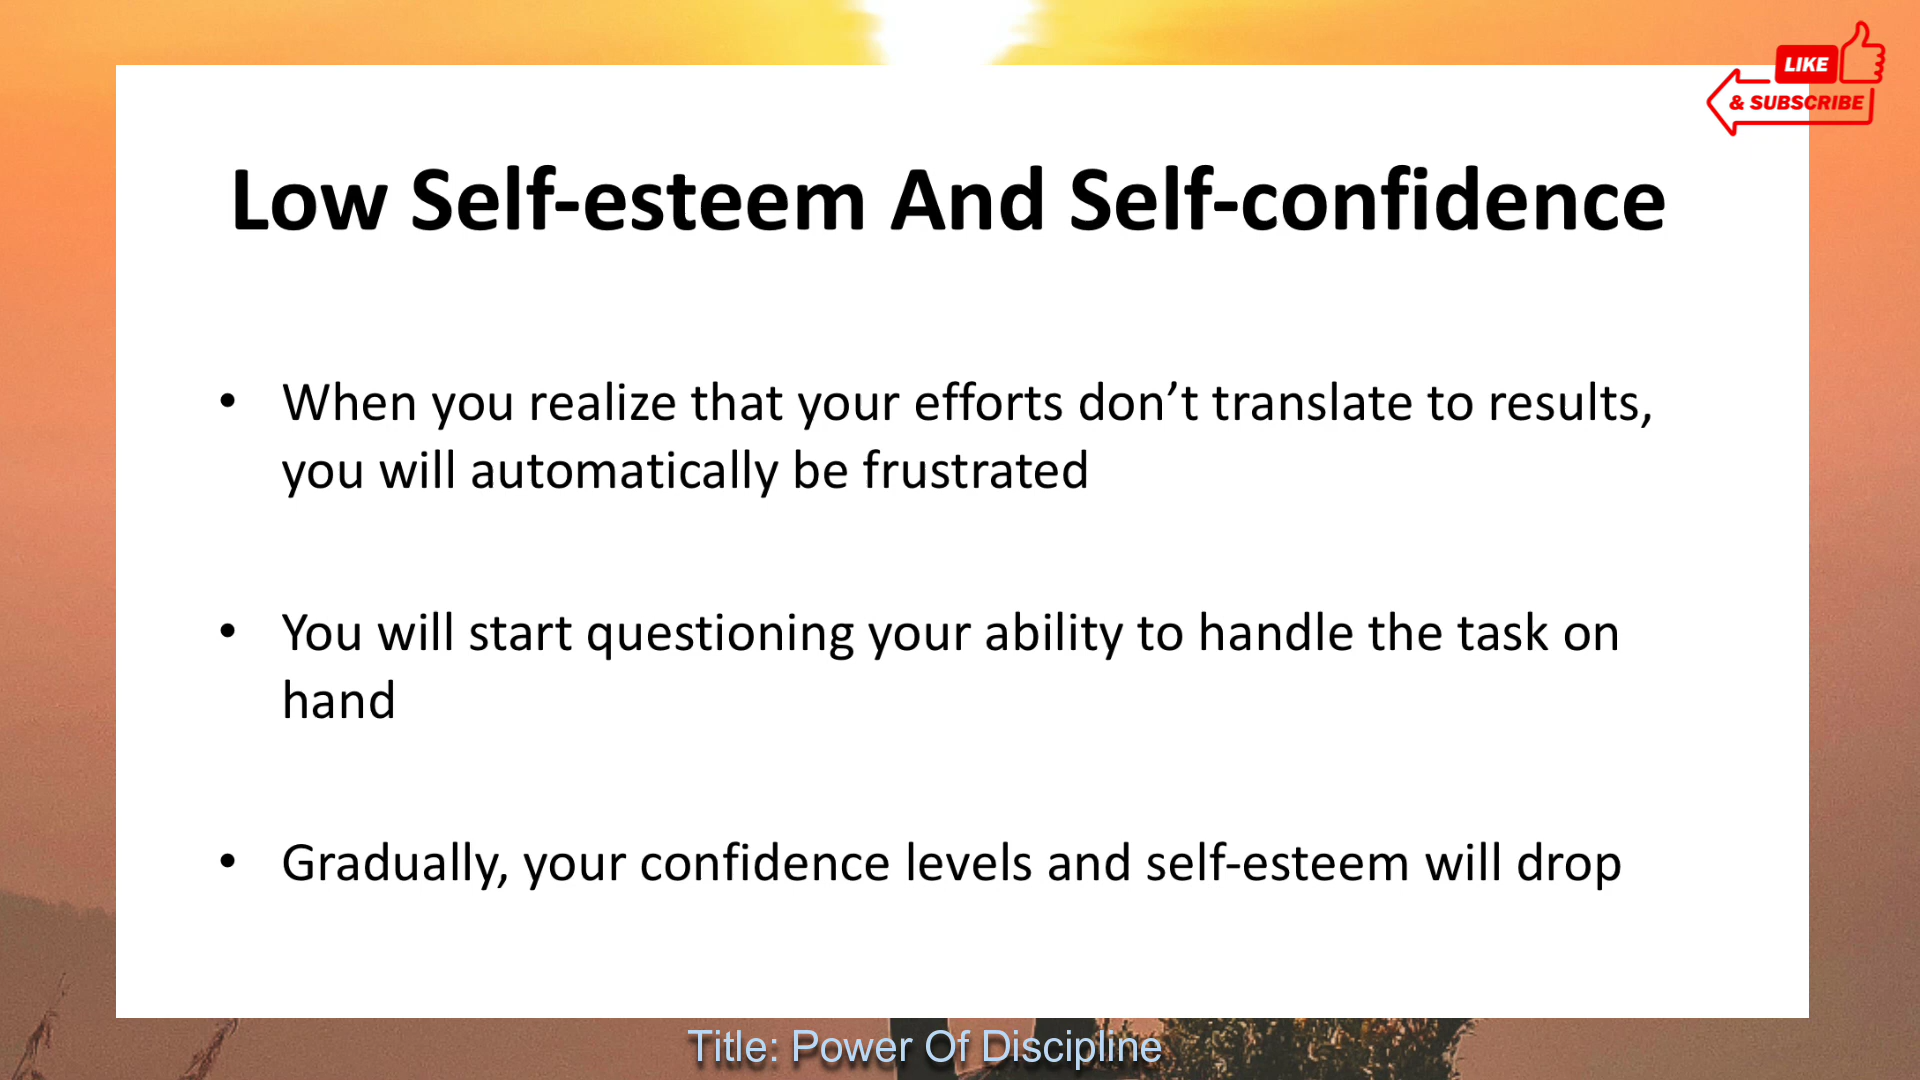 LIKE
& SUBSCRIBE
Low Self-esteem And Self-confidence
• When you realize that your efforts don’t translate to results,
you will automatically be frustrated
• You will start questioning your ability to handle the task on
hand
• Gradually, your confidence levels and self-esteem will drop
Title: Power Of Discipline